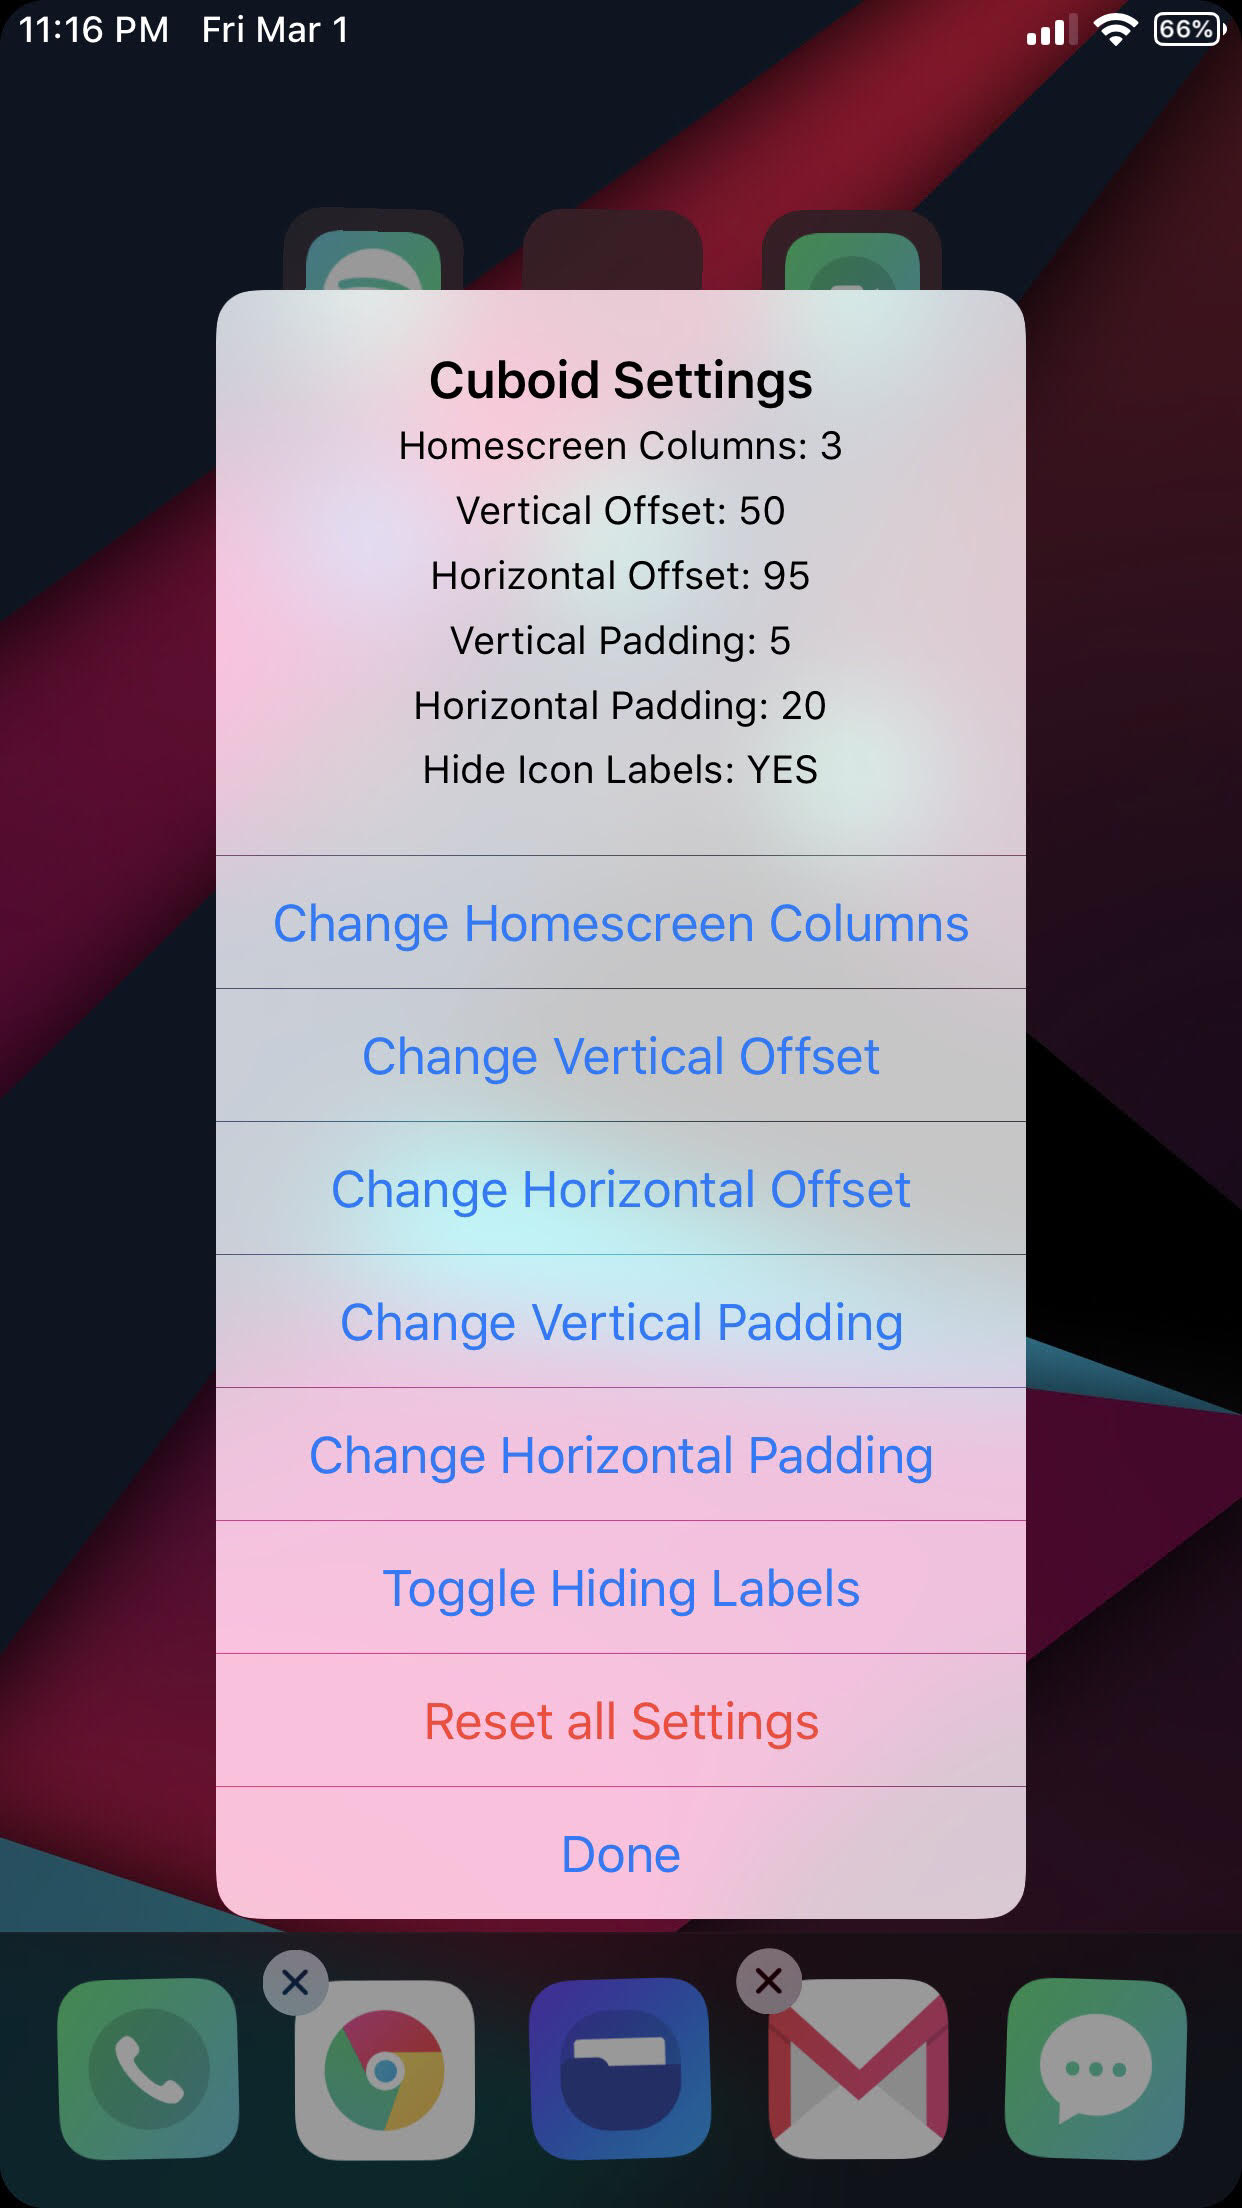 11:16 PM Fri Mar 1 66%
Cuboid Settings
Homescreen Columns: 3
Vertical Offset: 50
Horizontal Offset: 95
Vertical Padding: 5
Horizontal Padding: 20
Hide Icon Labels: YES
Change Homescreen Columns
Change Vertical Offset
Change Horizontal Offset
Change Vertical Padding
Change Horizontal Padding
Toggle Hiding Labels
Reset all Settings
Done